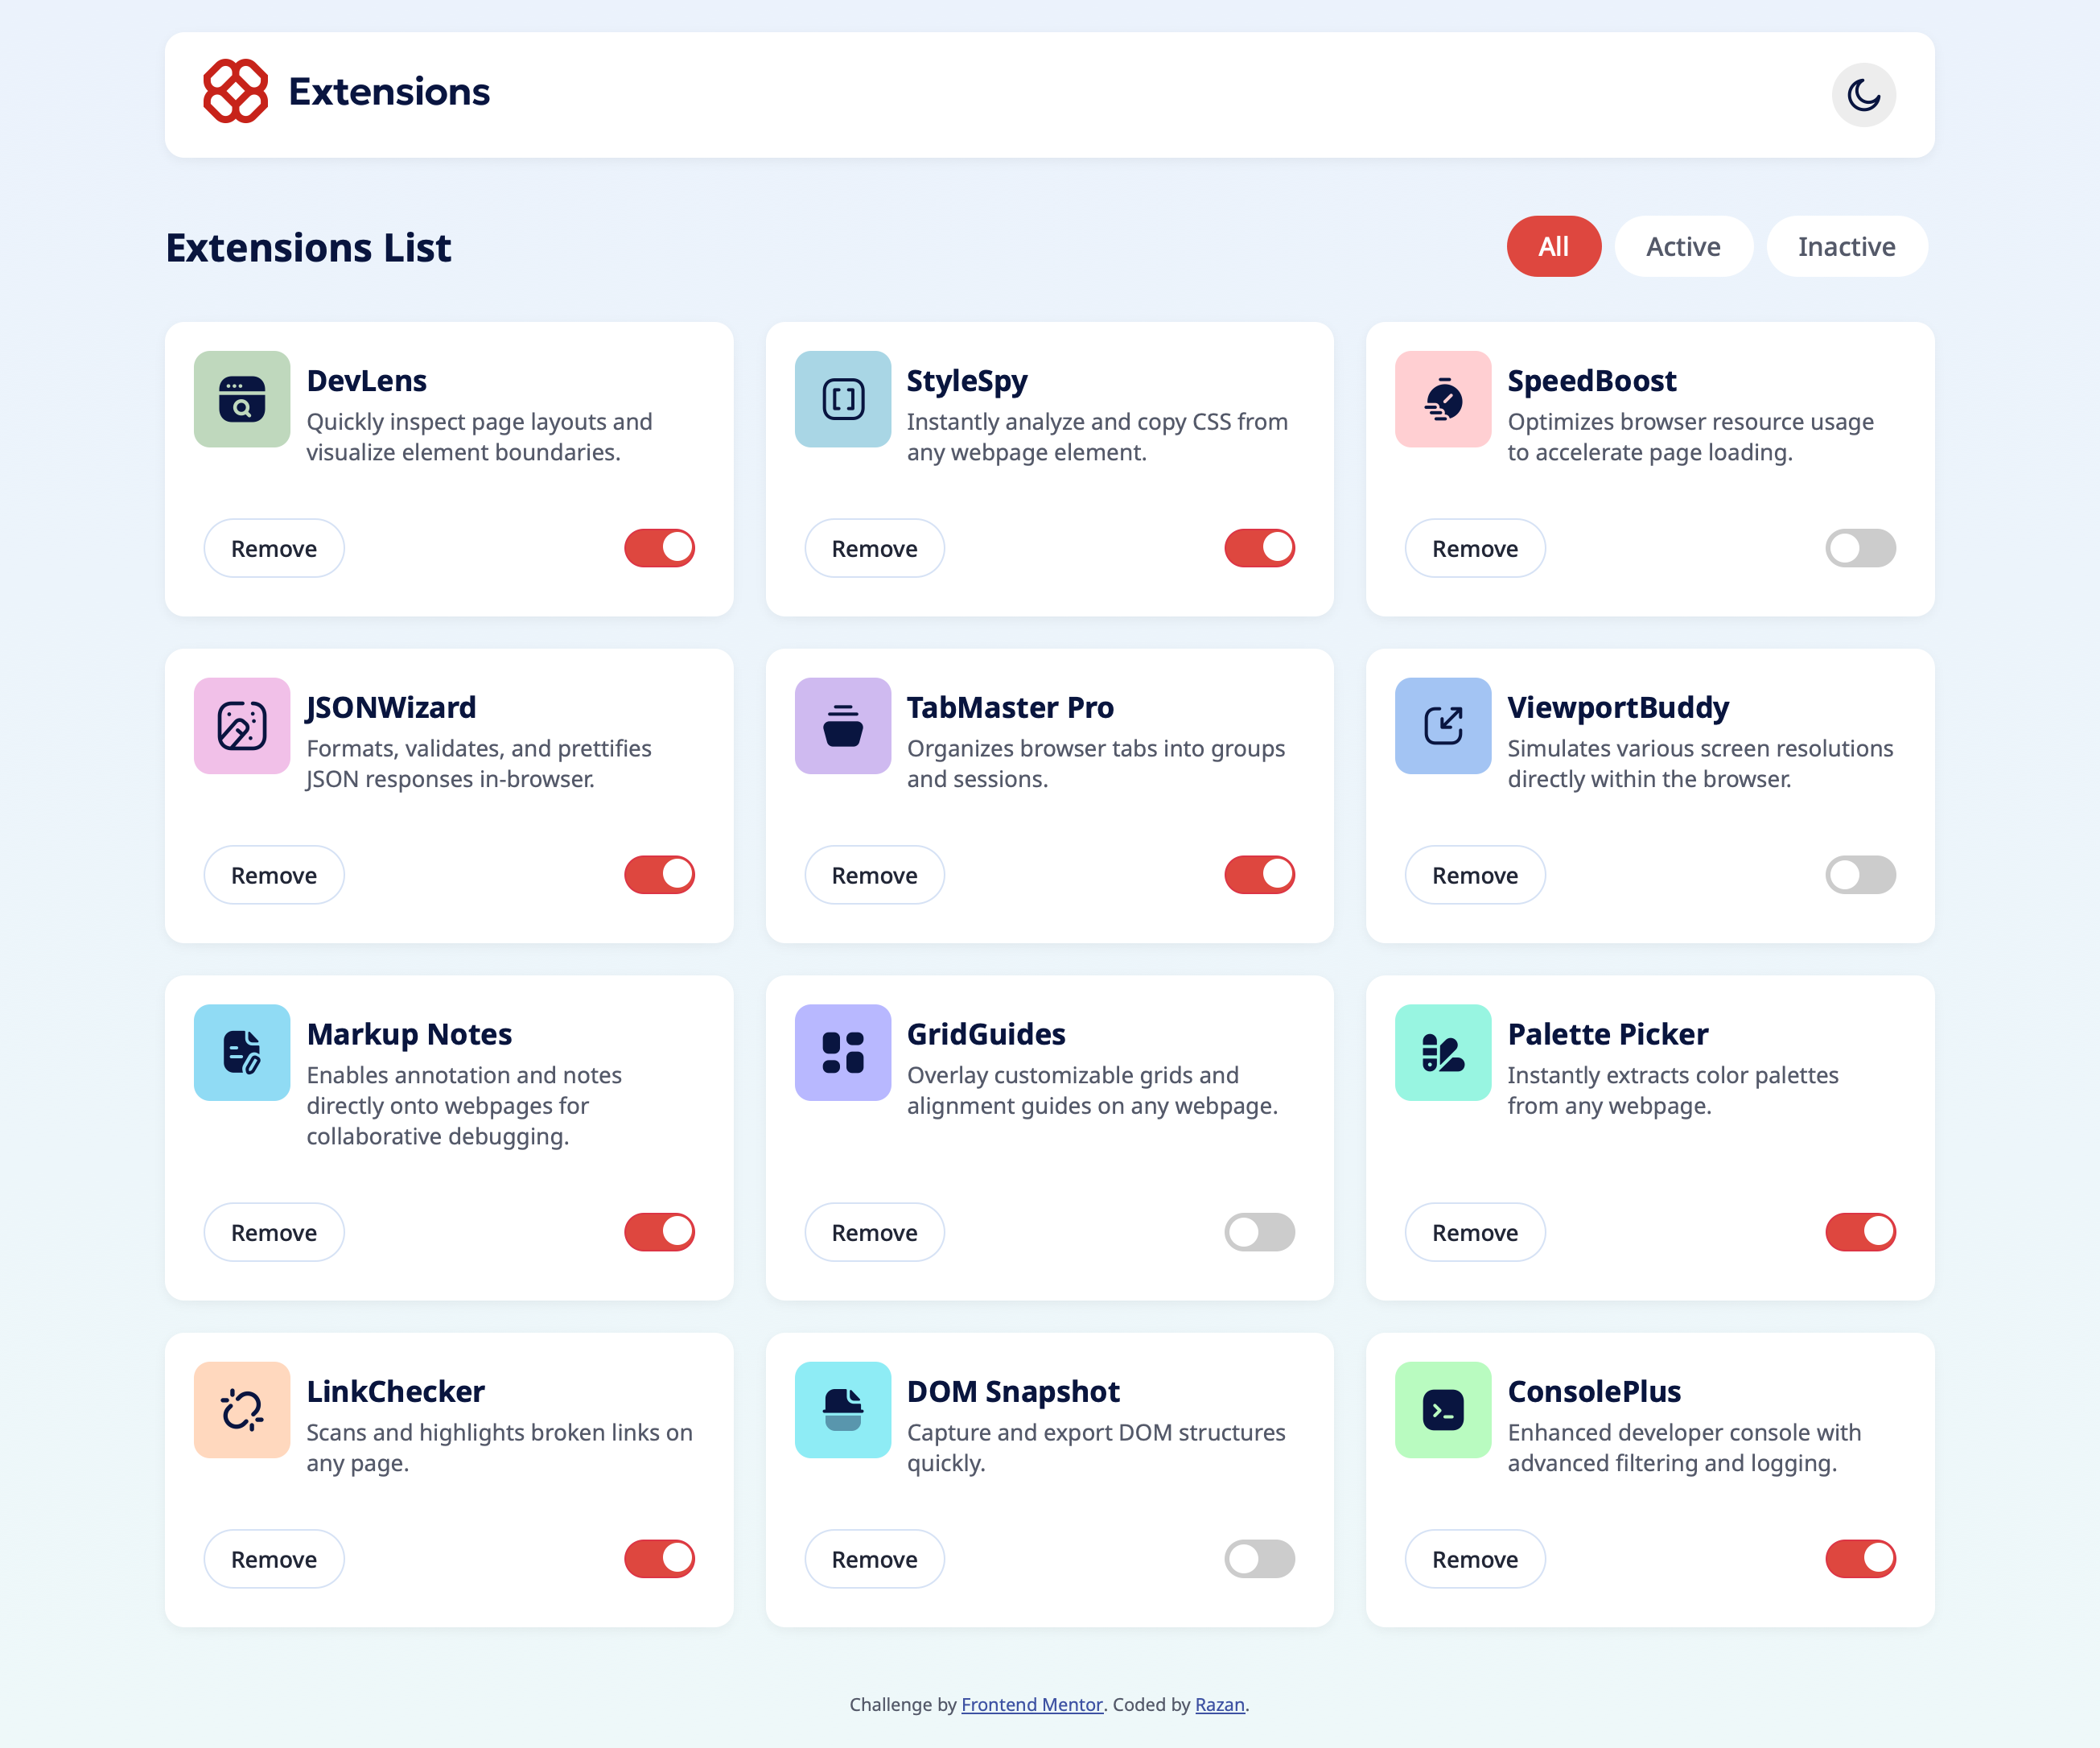 Extensions
Extensions List
All
Active
Inactive
DevLens
Quickly inspect page layouts and
visualize element boundaries.
Remove
StyleSpy
Instantly analyze and copy CSS from
any webpage element.
Remove
SpeedBoost
Optimizes browser resource usage
to accelerate page loading.
Remove
JSONWizard
Formats, validates, and prettifies
JSON responses in-browser.
Remove
TabMaster Pro
Organizes browser tabs into groups
and sessions.
Remove
ViewportBuddy
Simulates various screen resolutions
directly within the browser.
Remove
Markup Notes
Enables annotation and notes
directly onto webpages for
collaborative debugging.
Remove
GridGuides
Overlay customizable grids and
alignment guides on any webpage.
Remove
Palette Picker
Instantly extracts color palettes
from any webpage.
Remove
LinkChecker
Scans and highlights broken links on
any page.
Remove
DOM Snapshot
Capture and export DOM structures
quickly.
Remove
ConsolePlus
Enhanced developer console with
advanced filtering and logging.
Remove
Challenge by Frontend Mentor. Coded by Razan.